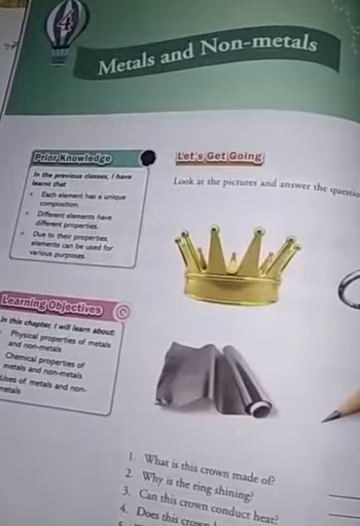 4
Metals and Non-metals
Prior Knowledge
In the previous classes, I have
learnt that
• Each element has a unique
composition.
• Different elements have
different properties.
• Due to their properties,
elements can be used for
various purposes.
Let's Get Going
Look at the pictures and answer the
Learning Objectives
In this chapter, I will learn about:
Physical properties of metals
and non-metals
Chemical properties of
metals and non-metals
Uses of metals and non-
metals
1. What is this crown made of?
2. Why is the ring shining?
3. Can this crown conduct heat?
4. Does this crown